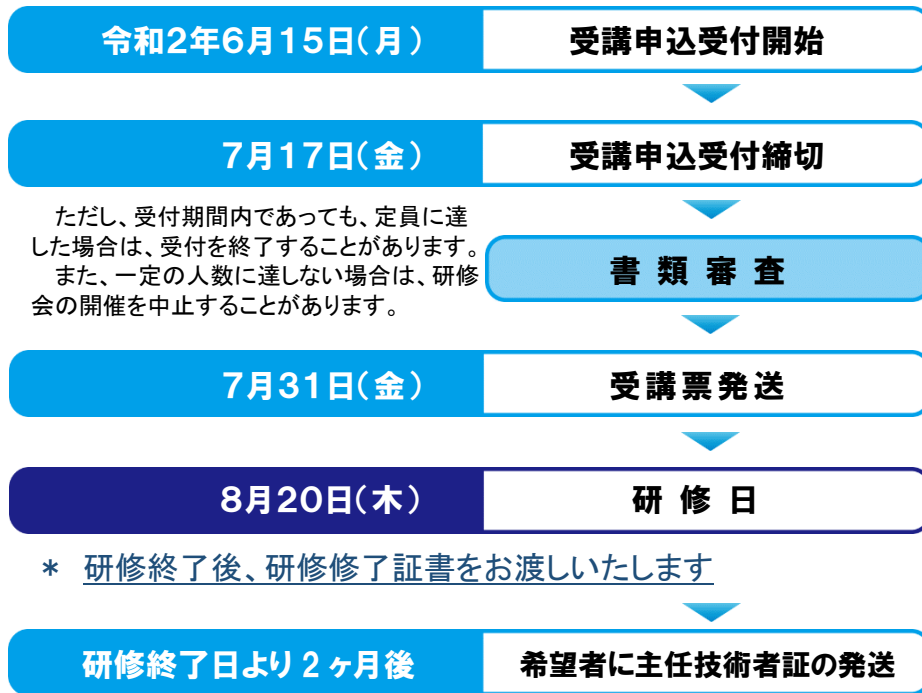 令和2年6月15日(月) 受講申込受付開始
7月17日(金) 受講申込受付締切
ただし、受付期間内であっても、定員に達
した場合は、受付を終了することがあります。
また、一定の人数に達しない場合は、研修
会の開催を中止することがあります。
書類審査
7月31日(金) 受講票発送
8月20日(木) 研修日
* 研修終了後、研修修了証書をお渡しいたします
研修終了日より2ヶ月後 希望者に主任技術者証の発送